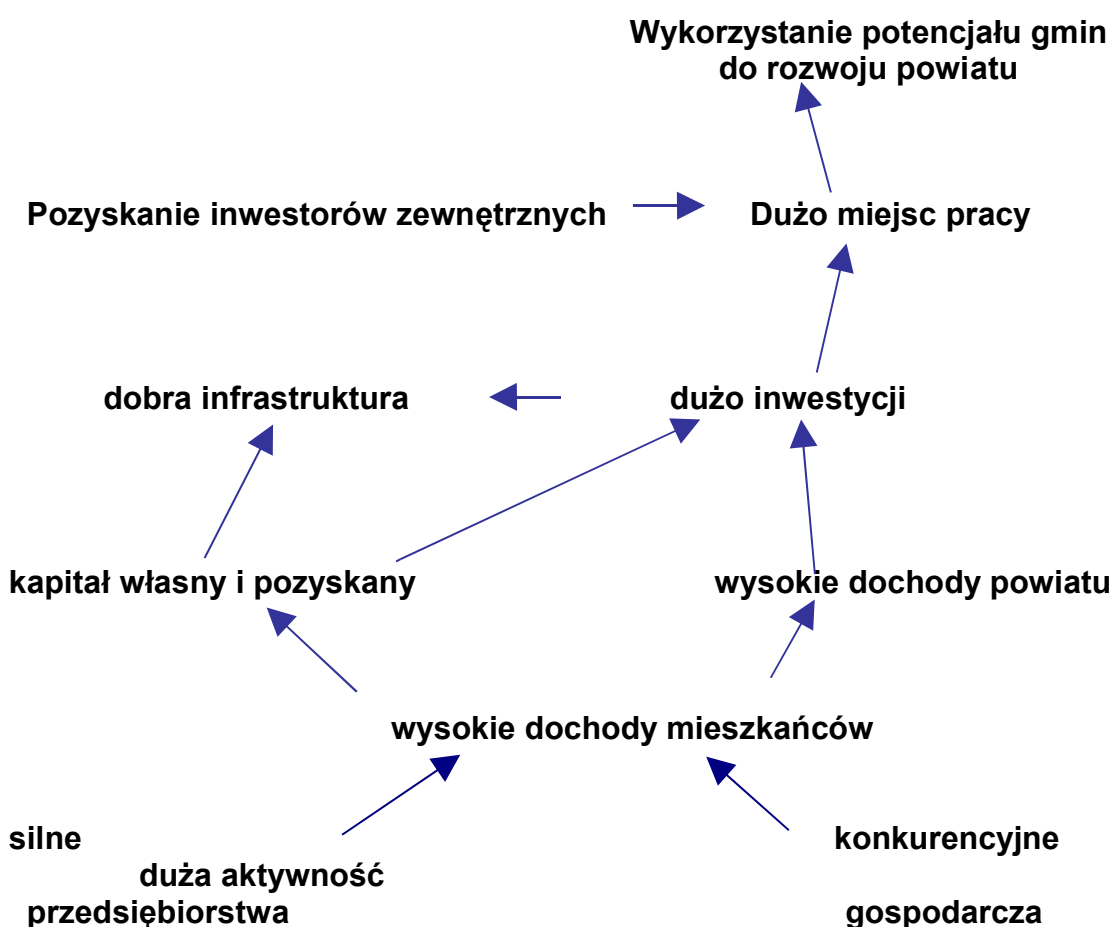 Wykorzystanie potencjału gmin
do rozwoju powiatu
Pozyskanie inwestorów zewnętrznych
Dużo miejsc pracy
dobra infrastruktura
dużo inwestycji
kapitał własny i pozyskany
wysokie dochody powiatu
wysokie dochody mieszkańców
silne
konkurencyjne
duża aktywność
przedsiębiorstwa
gospodarcza